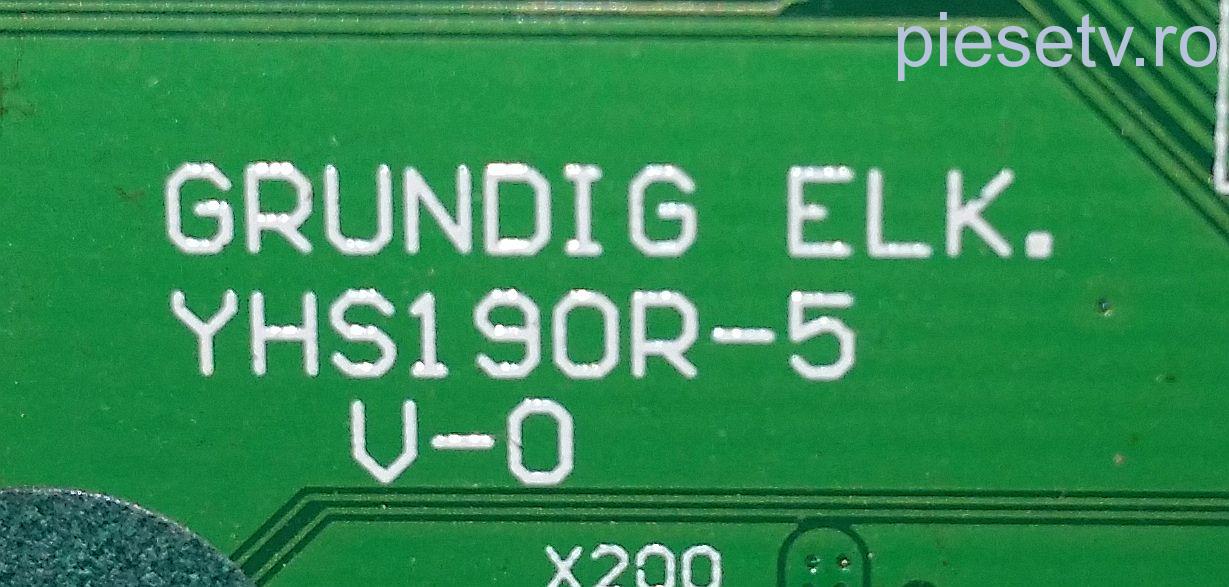 piesetv.ro
GRUNDIG ELK.
YHS190R-5
V-0
X200